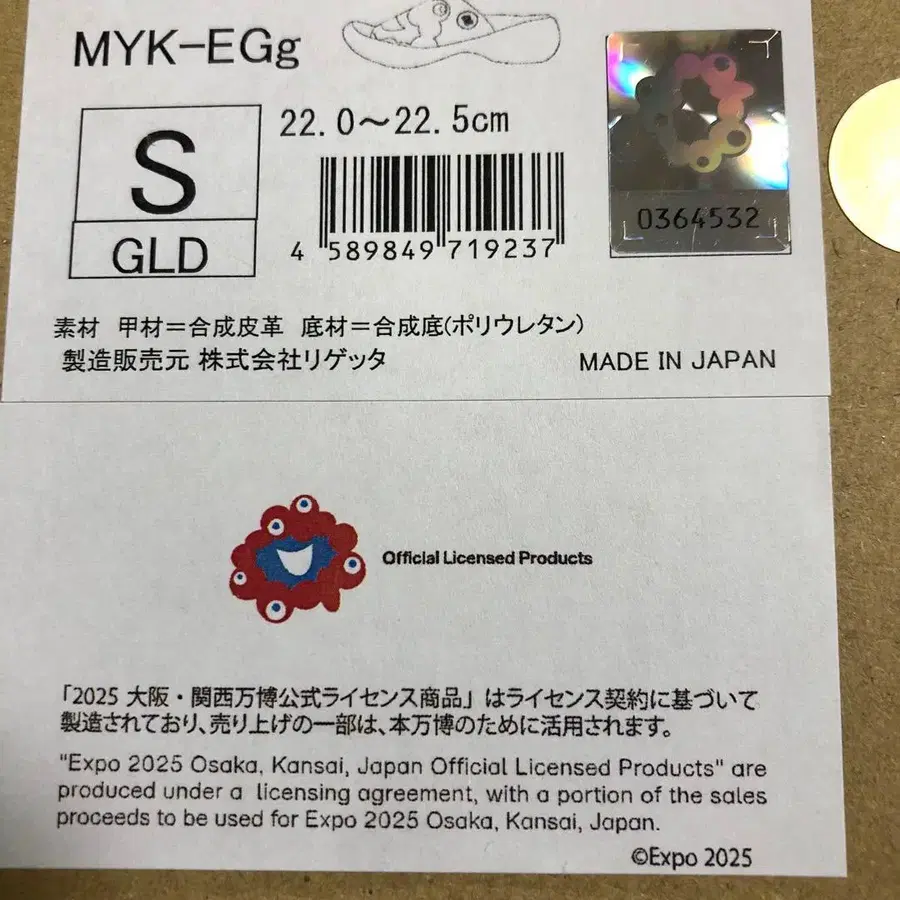 MYK-EGg
S
GLD
22.0～22.5cm
4 589849 719237
0364532
素材 甲材＝合成皮革 底材＝合成底(ポリウレタン)
製造販売元 株式会社リゲッタ
MADE IN JAPAN
Official Licensed Products
「2025 大阪・関西万博公式ライセンス商品」はライセンス契約に基づいて
製造されており、売り上げの一部は、本万博のために活用されます。
"Expo 2025 Osaka, Kansai, Japan Official Licensed Products" are
produced under a licensing agreement, with a portion of the sales
proceeds to be used for Expo 2025 Osaka, Kansai, Japan.
©Expo 2025